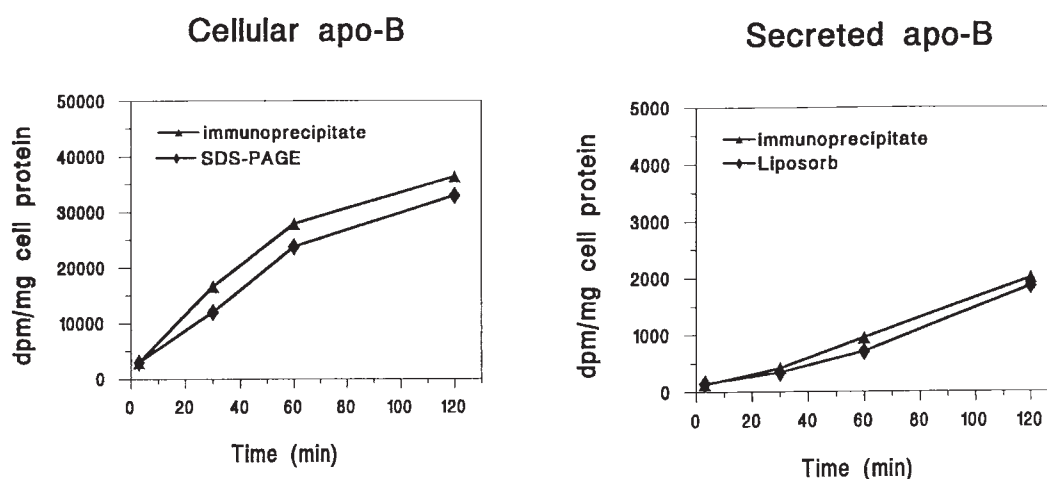 Cellular apo-B
dpm/mg cell protein
50000
40000
30000
20000
10000
0
immunoprecipitate
SDS-PAGE
0 20 40 60 80 100 120
Time (min)
Secreted apo-B
dpm/mg cell protein
5000
4000
3000
2000
1000
0
immunoprecipitate
Liposorb
0 20 40 60 80 100 120
Time (min)